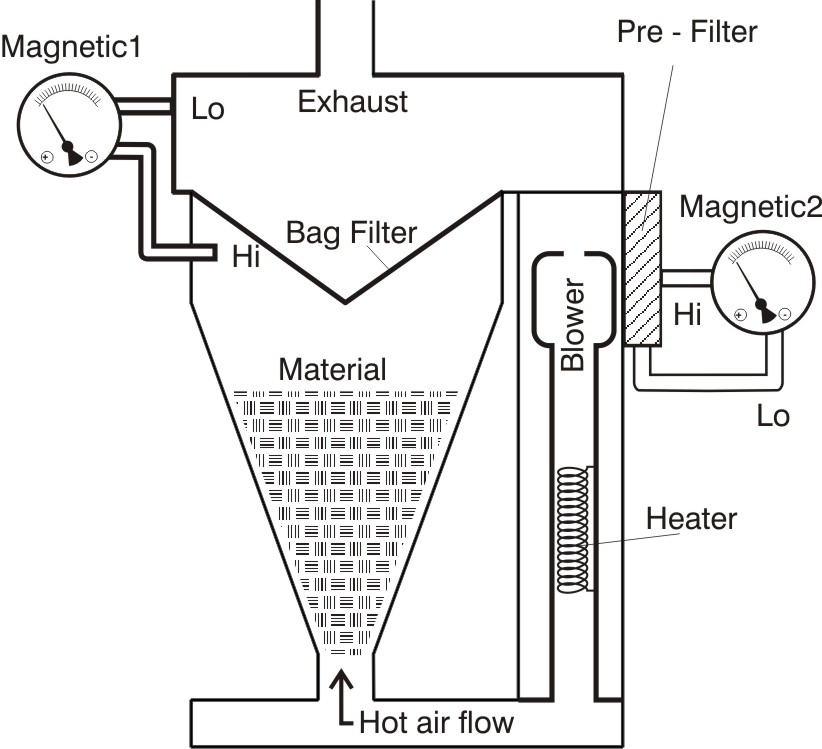 Magnetic1
Pre - Filter
Lo
Exhaust
Magnetic2
Bag Filter
Hi
Blower
Hi
Material
Lo
Heater
Hot air flow
+
-
+
-